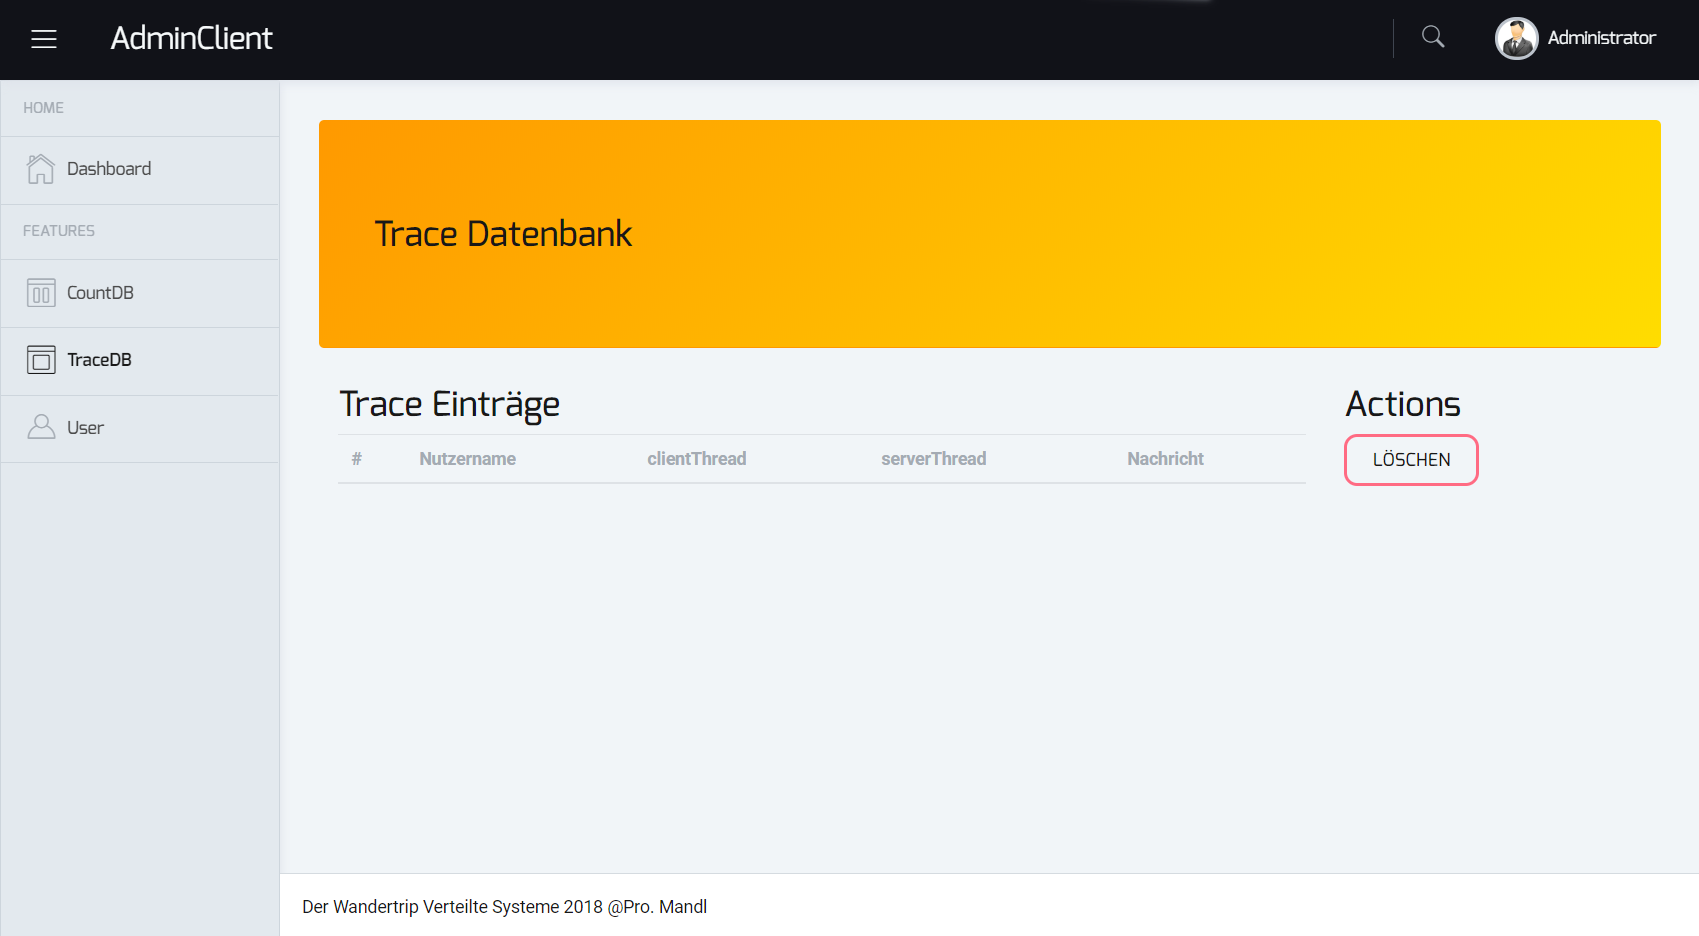 AdminClient
Administrator
HOME
Dashboard
FEATURES
CountDB
TraceDB
User
Trace Datenbank
Trace Einträge
# Nutzername clientThread serverThread Nachricht
Actions
LÖSCHEN
Der Wandertrip Verteilte Systeme 2018 @Pro. Mandl